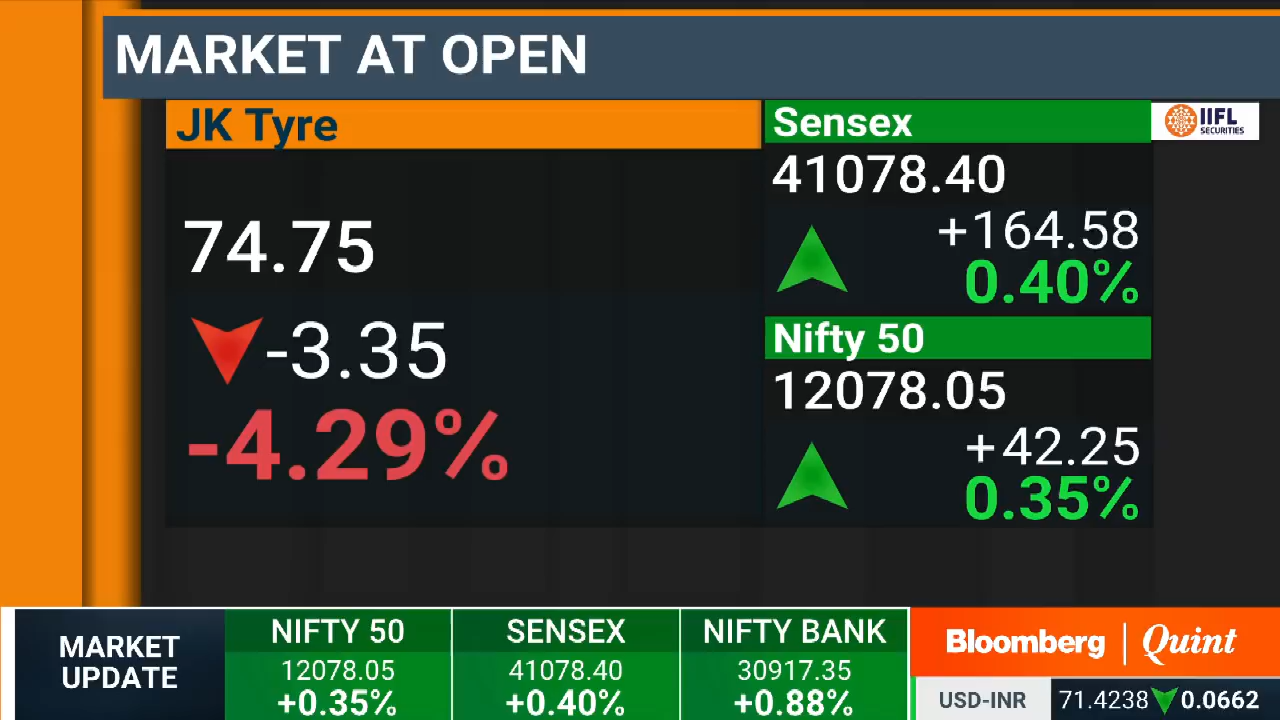 MARKET AT OPEN
JK Tyre
74.75
-3.35
-4.29%
Sensex
41078.40
+164.58
0.40%
Nifty 50
12078.05
+42.25
0.35%
IIFL
SECURITIES
MARKET
UPDATE
NIFTY 50
12078.05
+0.35%
SENSEX
41078.40
+0.40%
NIFTY BANK
30917.35
+0.88%
Bloomberg | Quint
USD-INR 71.4238 0.0662